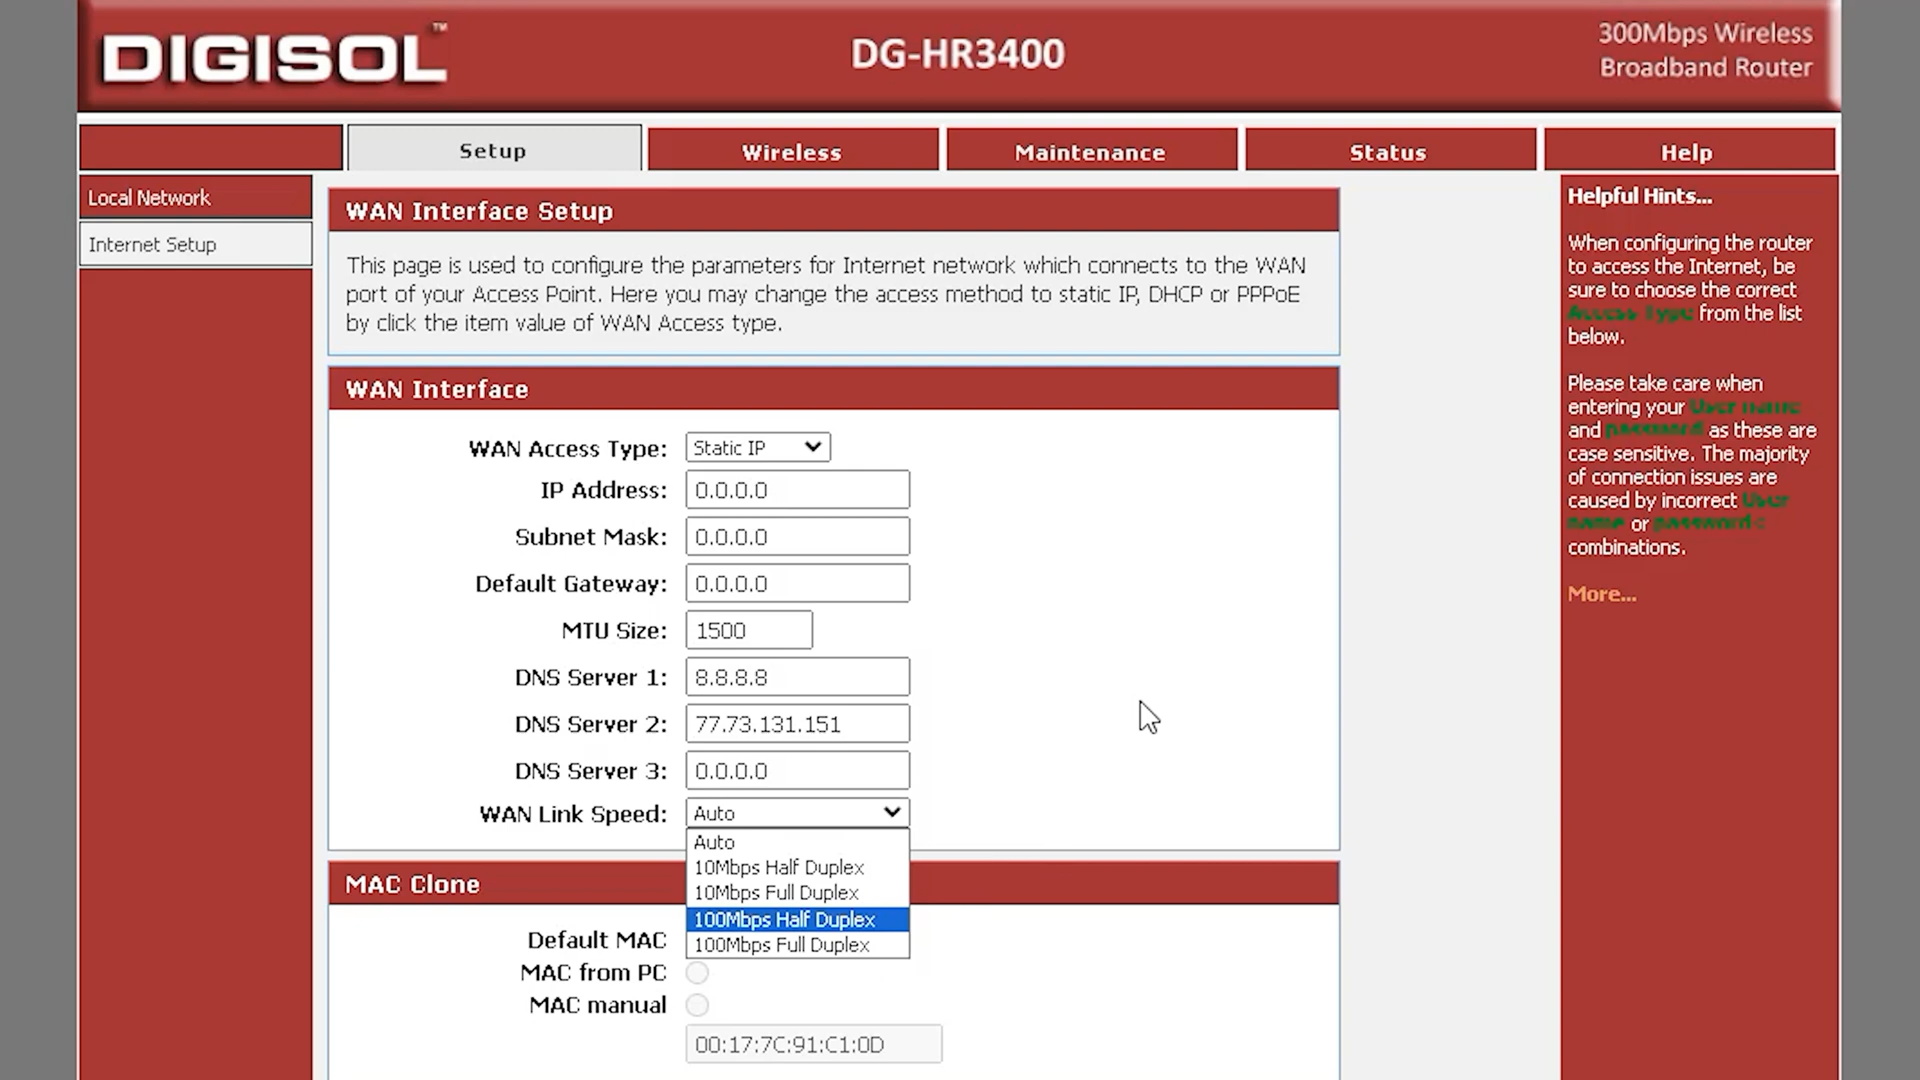 DIGISOL™
DG-HR3400
300Mbps Wireless
Broadband Router
Setup
Wireless
Maintenance
Status
Help
Local Network
Internet Setup
WAN Interface Setup
This page is used to configure the parameters for Internet network which connects to the WAN
port of your Access Point. Here you may change the access method to static IP, DHCP or PPPoE
by click the item value of WAN Access type.
WAN Interface
WAN Access Type: Static IP
IP Address: 0.0.0.0
Subnet Mask: 0.0.0.0
Default Gateway: 0.0.0.0
MTU Size: 1500
DNS Server 1: 8.8.8.8
DNS Server 2: 77.73.131.151
DNS Server 3: 0.0.0.0
WAN Link Speed: Auto
Auto
10Mbps Half Duplex
10Mbps Full Duplex
100Mbps Half Duplex
100Mbps Full Duplex
MAC Clone
Default MAC
MAC from PC
MAC manual
00:17:7C:91:C1:0D
Helpful Hints...
When configuring the router
to access the Internet, be
sure to choose the correct
Access Type from the list
below.
Please take care when
entering your User name
and password as these are
case sensitive. The majority
of connection issues are
caused by incorrect User
name or password
combinations.
More...